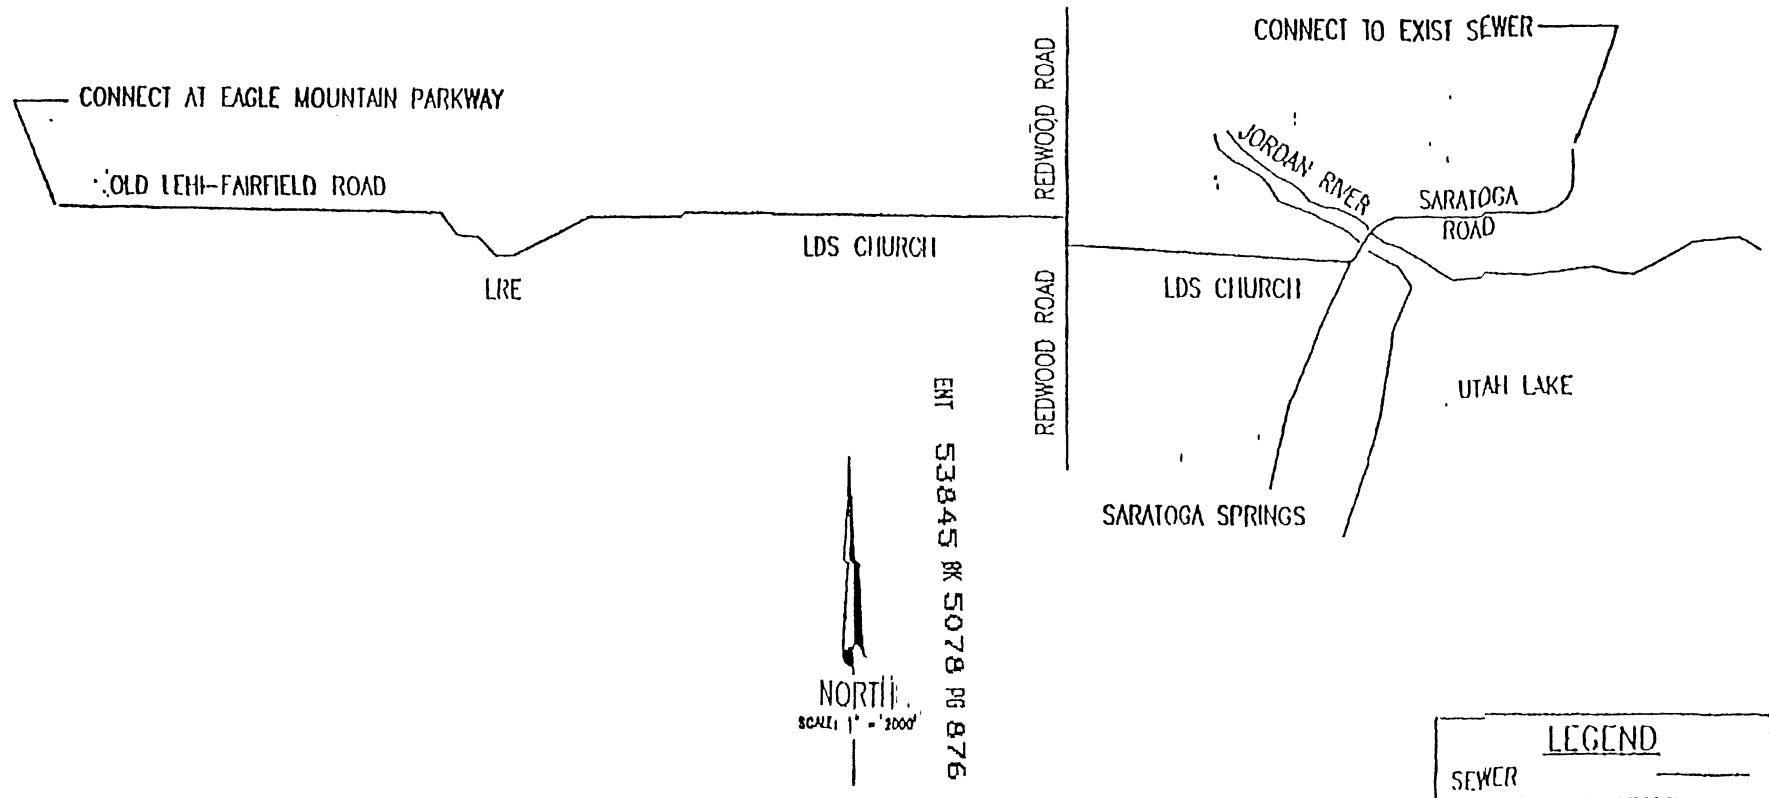 CONNECT TO EXIST SEWER
CONNECT AT EAGLE MOUNTAIN PARKWAY
REDWOOD ROAD
JORDAN RIVER
OLD LEHI-FAIRFIELD ROAD
SARATOGA
ROAD
LDS CHURCH
LRE
LDS CHURCH
REDWOOD ROAD
UTAH LAKE
ENT 53845 BK 5078 PG 876
SARATOGA SPRINGS
NORTH
SCALE: 1" = 2000'
LEGEND
SEWER